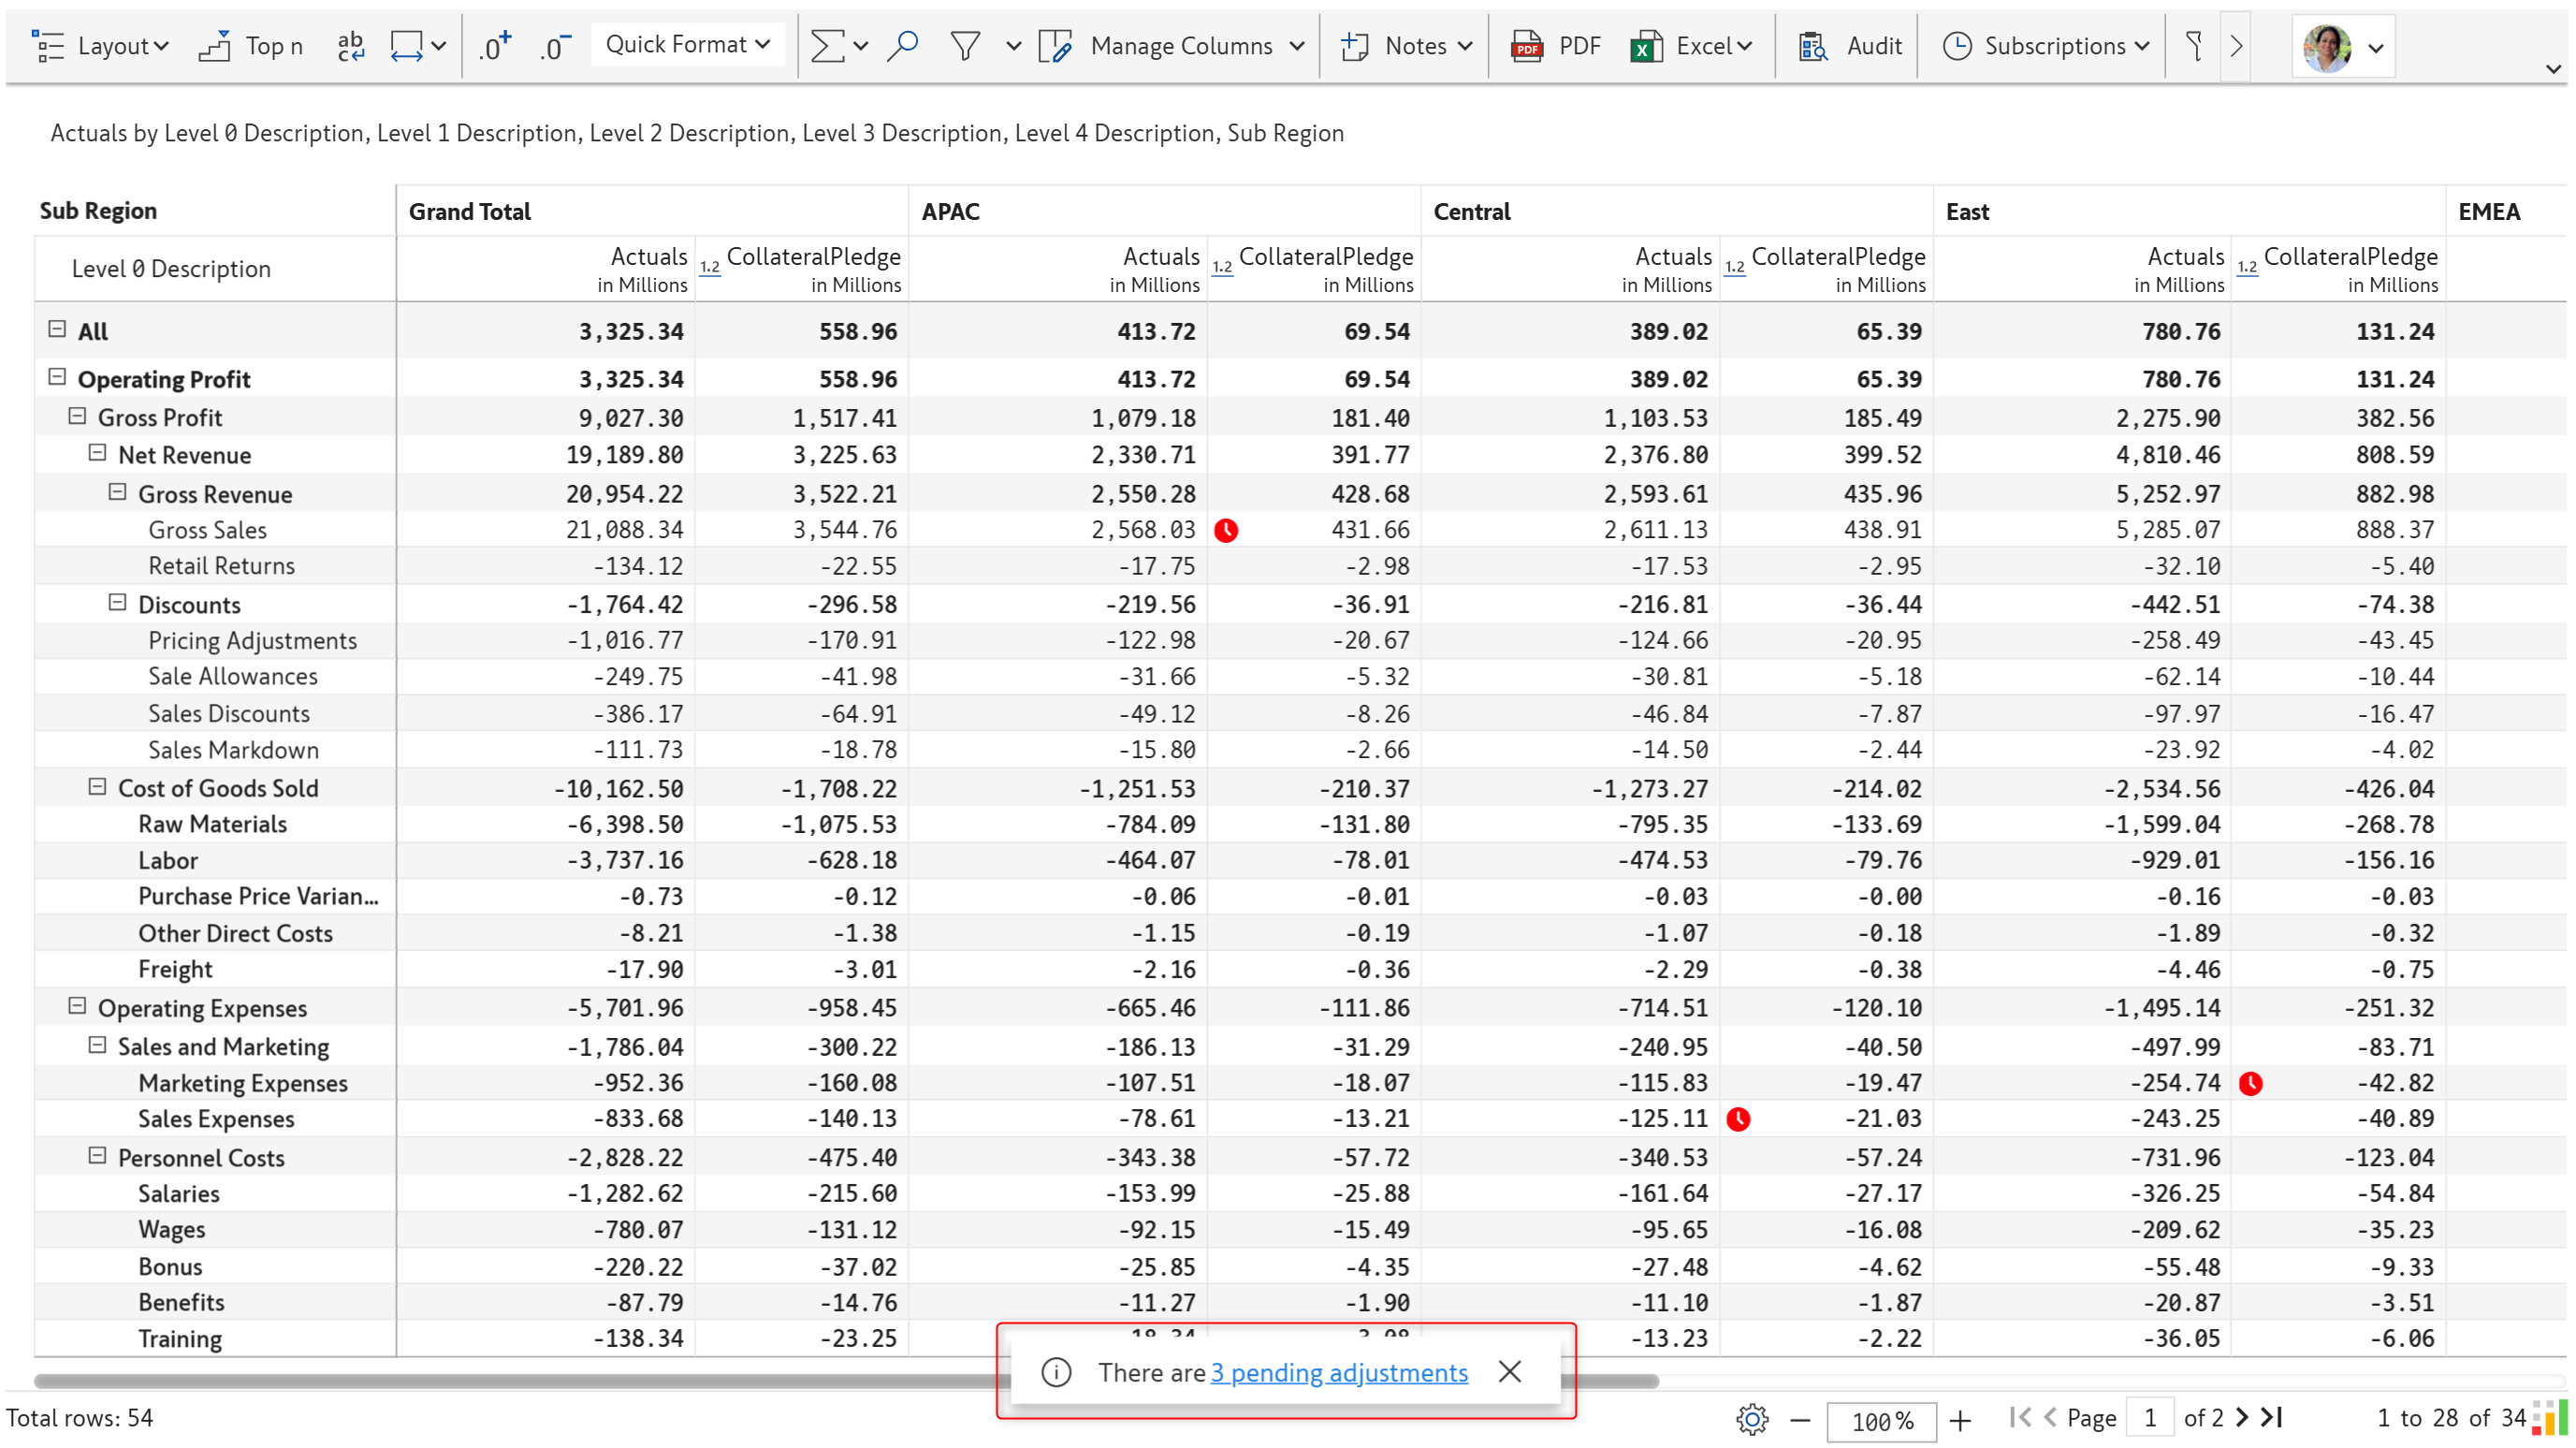 Layout Top n ab c .0+ .0- Quick Format Manage Columns Notes PDF PDF Excel Audit Subscriptions
Actuals by Level 0 Description, Level 1 Description, Level 2 Description, Level 3 Description, Level 4 Description, Sub Region
Sub Region Grand Total APAC Central East EMEA
Level 0 Description Actuals in Millions 1.2 CollateralPledge in Millions Actuals in Millions 1.2 CollateralPledge in Millions Actuals in Millions 1.2 CollateralPledge in Millions Actuals in Millions 1.2 CollateralPledge in Millions
All 3,325.34 558.96 413.72 69.54 389.02 65.39 780.76 131.24
Operating Profit 3,325.34 558.96 413.72 69.54 389.02 65.39 780.76 131.24
Gross Profit 9,027.30 1,517.41 1,079.18 181.40 1,103.53 185.49 2,275.90 382.56
Net Revenue 19,189.80 3,225.63 2,330.71 391.77 2,376.80 399.52 4,810.46 808.59
Gross Revenue 20,954.22 3,522.21 2,550.28 428.68 2,593.61 435.96 5,252.97 882.98
Gross Sales 21,088.34 3,544.76 2,568.03 431.66 2,611.13 438.91 5,285.07 888.37
Retail Returns -134.12 -22.55 -17.75 -2.98 -17.53 -2.95 -32.10 -5.40
Discounts -1,764.42 -296.58 -219.56 -36.91 -216.81 -36.44 -442.51 -74.38
Pricing Adjustments -1,016.77 -170.91 -122.98 -20.67 -124.66 -20.95 -258.49 -43.45
Sale Allowances -249.75 -41.98 -31.66 -5.32 -30.81 -5.18 -62.14 -10.44
Sales Discounts -386.17 -64.91 -49.12 -8.26 -46.84 -7.87 -97.97 -16.47
Sales Markdown -111.73 -18.78 -15.80 -2.66 -14.50 -2.44 -23.92 -4.02
Cost of Goods Sold -10,162.50 -1,708.22 -1,251.53 -210.37 -1,273.27 -214.02 -2,534.56 -426.04
Raw Materials -6,398.50 -1,075.53 -784.09 -131.80 -795.35 -133.69 -1,599.04 -268.78
Labor -3,737.16 -628.18 -464.07 -78.01 -474.53 -79.76 -929.01 -156.16
Purchase Price Varian... -0.73 -0.12 -0.06 -0.01 -0.03 -0.00 -0.16 -0.03
Other Direct Costs -8.21 -1.38 -1.15 -0.19 -1.07 -0.18 -1.89 -0.32
Freight -17.90 -3.01 -2.16 -0.36 -2.29 -0.38 -4.46 -0.75
Operating Expenses -5,701.96 -958.45 -665.46 -111.86 -714.51 -120.10 -1,495.14 -251.32
Sales and Marketing -1,786.04 -300.22 -186.13 -31.29 -240.95 -40.50 -497.99 -83.71
Marketing Expenses -952.36 -160.08 -107.51 -18.07 -115.83 -19.47 -254.74 -42.82
Sales Expenses -833.68 -140.13 -78.61 -13.21 -125.11 -21.03 -243.25 -40.89
Personnel Costs -2,828.22 -475.40 -343.38 -57.72 -340.53 -57.24 -731.96 -123.04
Salaries -1,282.62 -215.60 -153.99 -25.88 -161.64 -27.17 -326.25 -54.84
Wages -780.07 -131.12 -92.15 -15.49 -95.65 -16.08 -209.62 -35.23
Bonus -220.22 -37.02 -25.85 -4.35 -27.48 -4.62 -55.48 -9.33
Benefits -87.79 -14.76 -11.27 -1.90 -11.10 -1.87 -20.87 -3.51
Training -138.34 -23.25 -13.23 -2.22 -36.05 -6.06
There are 3 pending adjustments
Total rows: 54 100% Page 1 of 2 1 to 28 of 34